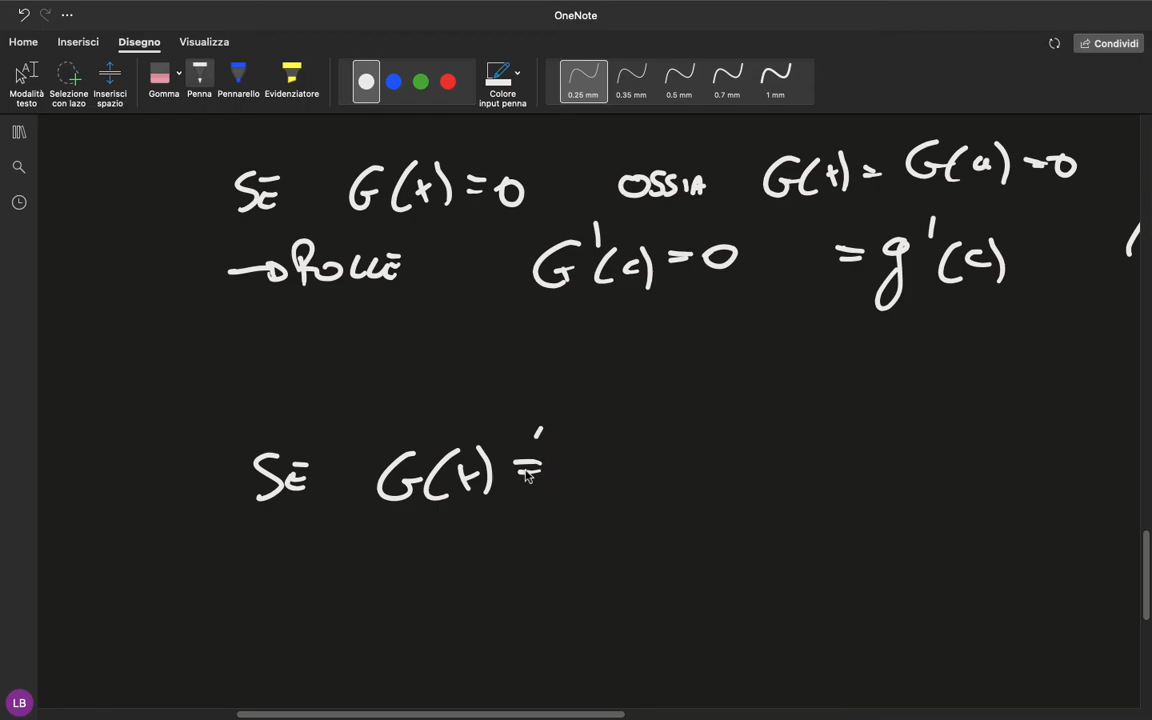 OneNote
Home Inserisci Disegno Visualizza
Condividi
Modalità testo
Selezione con lazo
Inserisci spazio
Gomma
Penna
Pennarello
Evidenziatore
Colore input penna
0.25 mm 0.35 mm 0.5 mm 0.7 mm 1 mm
SE G(t) = 0 OSSIA G(t) = G(a) = 0
→ ROLLE G'(c) = 0 = g'(c) (
SE G(t) =
LB